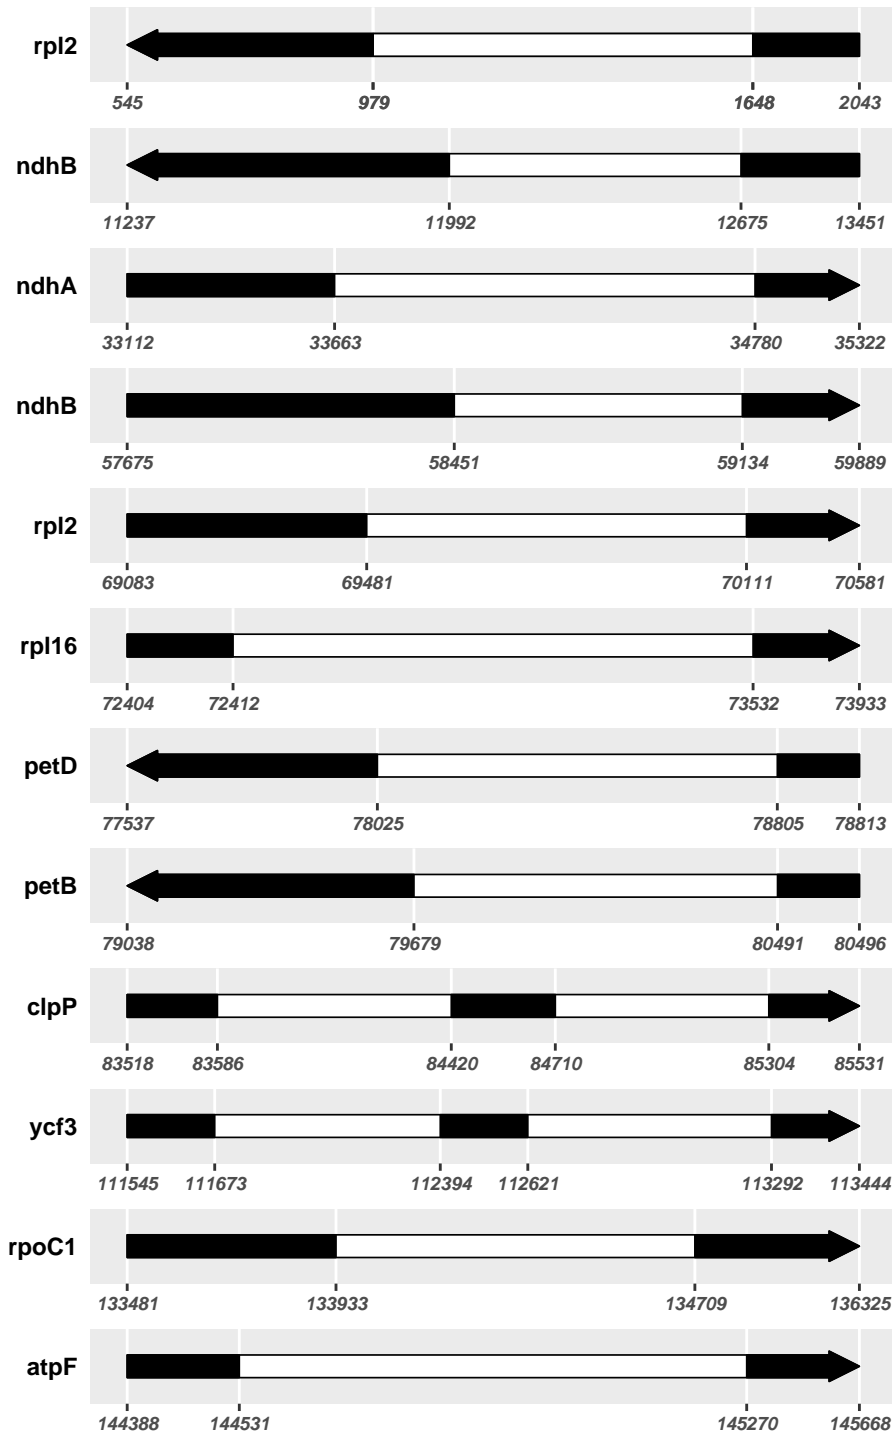 rpl2
545 979 1648 2043
ndhB
11237 11992 12675 13451
ndhA
33112 33663 34780 35322
ndhB
57675 58451 59134 59889
rpl2
69083 69481 70111 70581
rpl16
72404 72412 73532 73933
petD
77537 78025 78805 78813
petB
79038 79679 80491 80496
clpP
83518 83586 84420 84710 85304 85531
ycf3
111545 111673 112394 112621 113292 113444
rpoC1
133481 133933 134709 136325
atpF
144388 144531 145270 145668